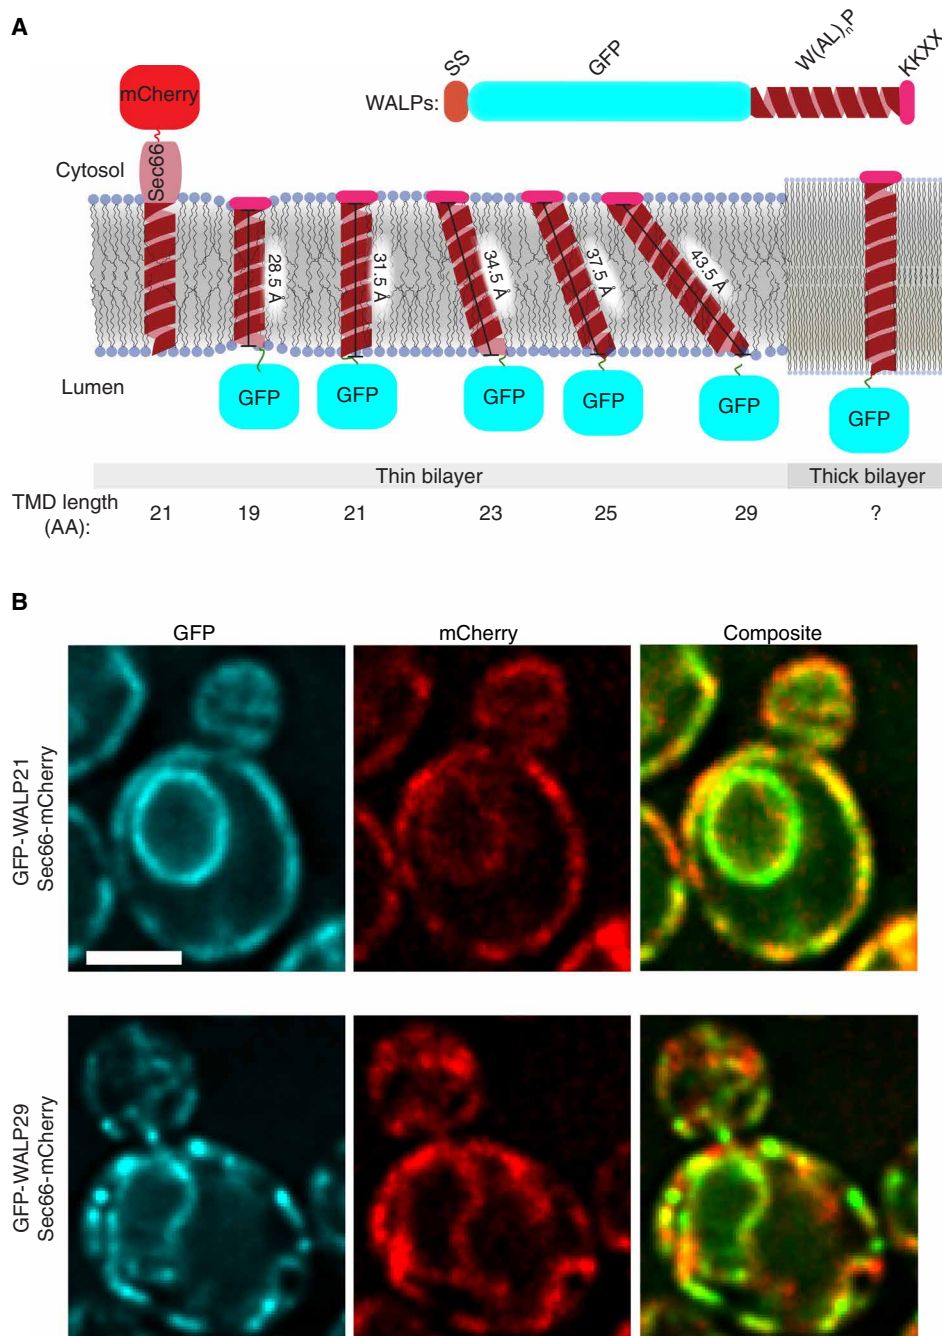 A
SS
GFP
W(AL)nP
KKXX
WALPs:
mCherry
Cytosol
Sec66
28.5 Å
31.5 Å
34.5 Å
37.5 Å
43.5 Å
Lumen
GFP
GFP
GFP
GFP
GFP
GFP
Thin bilayer
Thick bilayer
TMD length
(AA):
21
19
21
23
25
29
?
B
GFP
mCherry
Composite
GFP-WALP21
Sec66-mCherry
GFP-WALP29
Sec66-mCherry